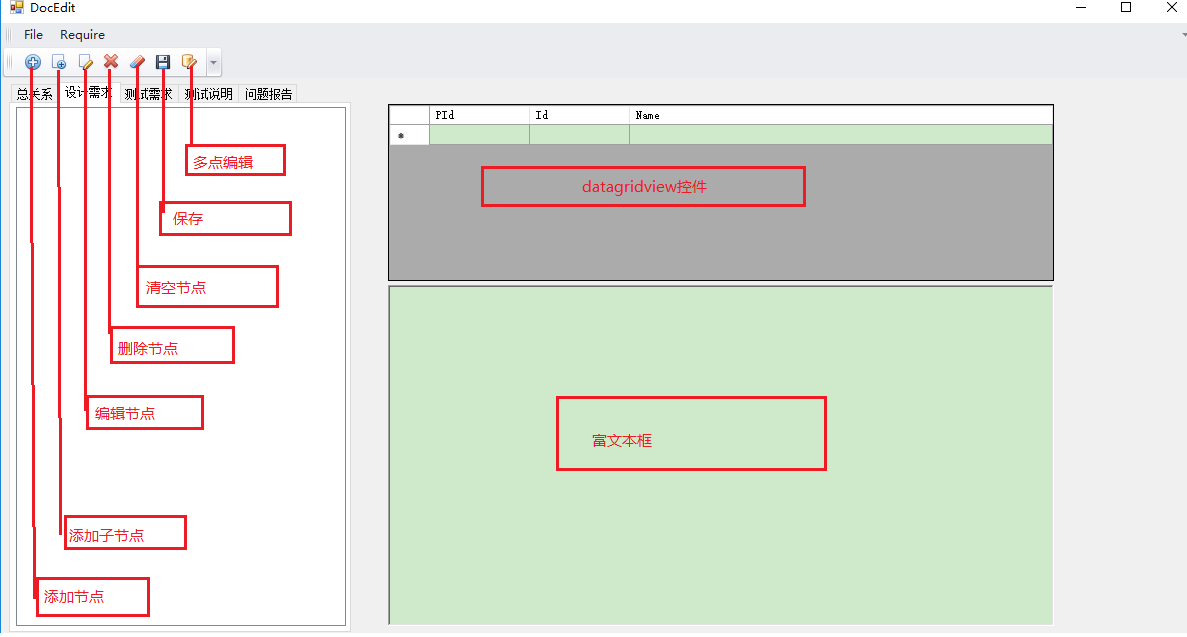 DocEdit
File Require
总关系 设计需求 测试需求 测试说明 问题报告
PId Id Name
多点编辑
datagridview控件
保存
清空节点
删除节点
编辑节点
富文本框
添加子节点
添加节点